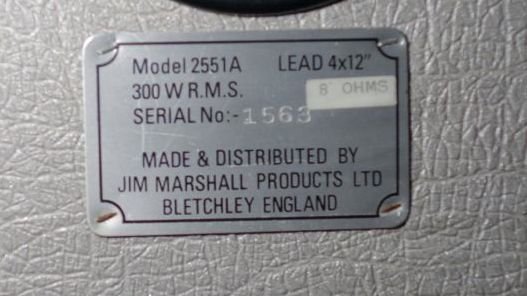 Model 2551A LEAD 4x12"
300 W R.M.S. 8 OHMS
SERIAL No:- 1563
MADE & DISTRIBUTED BY
JIM MARSHALL PRODUCTS LTD
BLETCHLEY ENGLAND